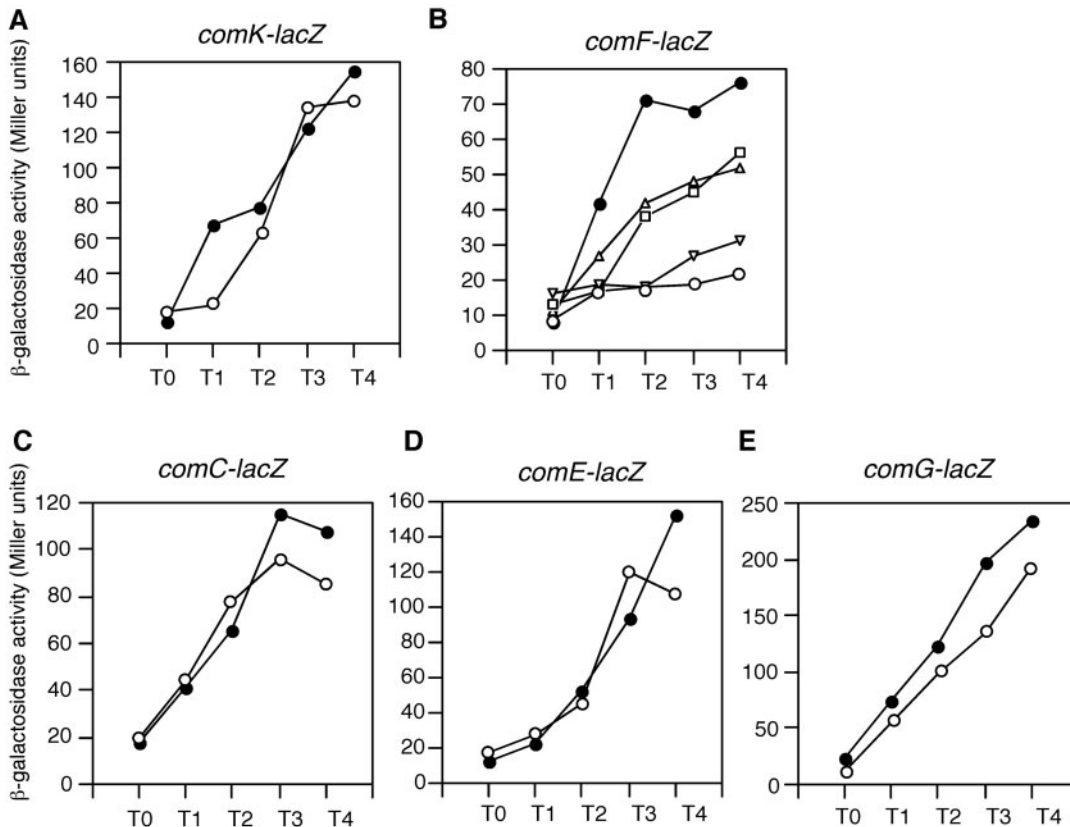 A
comK-lacZ
β-galactosidase activity (Miller units)
160
140
120
100
80
60
40
20
0
T0 T1 T2 T3 T4
B
comF-lacZ
80
70
60
50
40
30
20
10
0
T0 T1 T2 T3 T4
C
comC-lacZ
β-galactosidase activity (Miller units)
120
100
80
60
40
20
0
T0 T1 T2 T3 T4
D
comE-lacZ
160
140
120
100
80
60
40
20
0
T0 T1 T2 T3 T4
E
comG-lacZ
250
200
150
100
50
0
T0 T1 T2 T3 T4